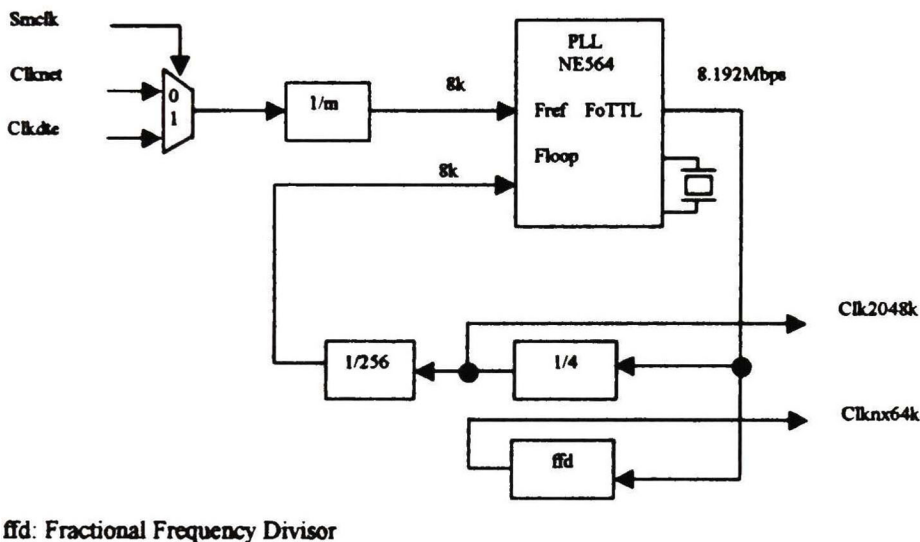 Smclk
Clknet
Clkdte
0
1
1/m
8k
PLL
NE564
Fref FoTTL
Floop
8k
8.192Mbps
Clk2048k
1/256
1/4
Clknx64k
ffd
ffd: Fractional Frequency Divisor